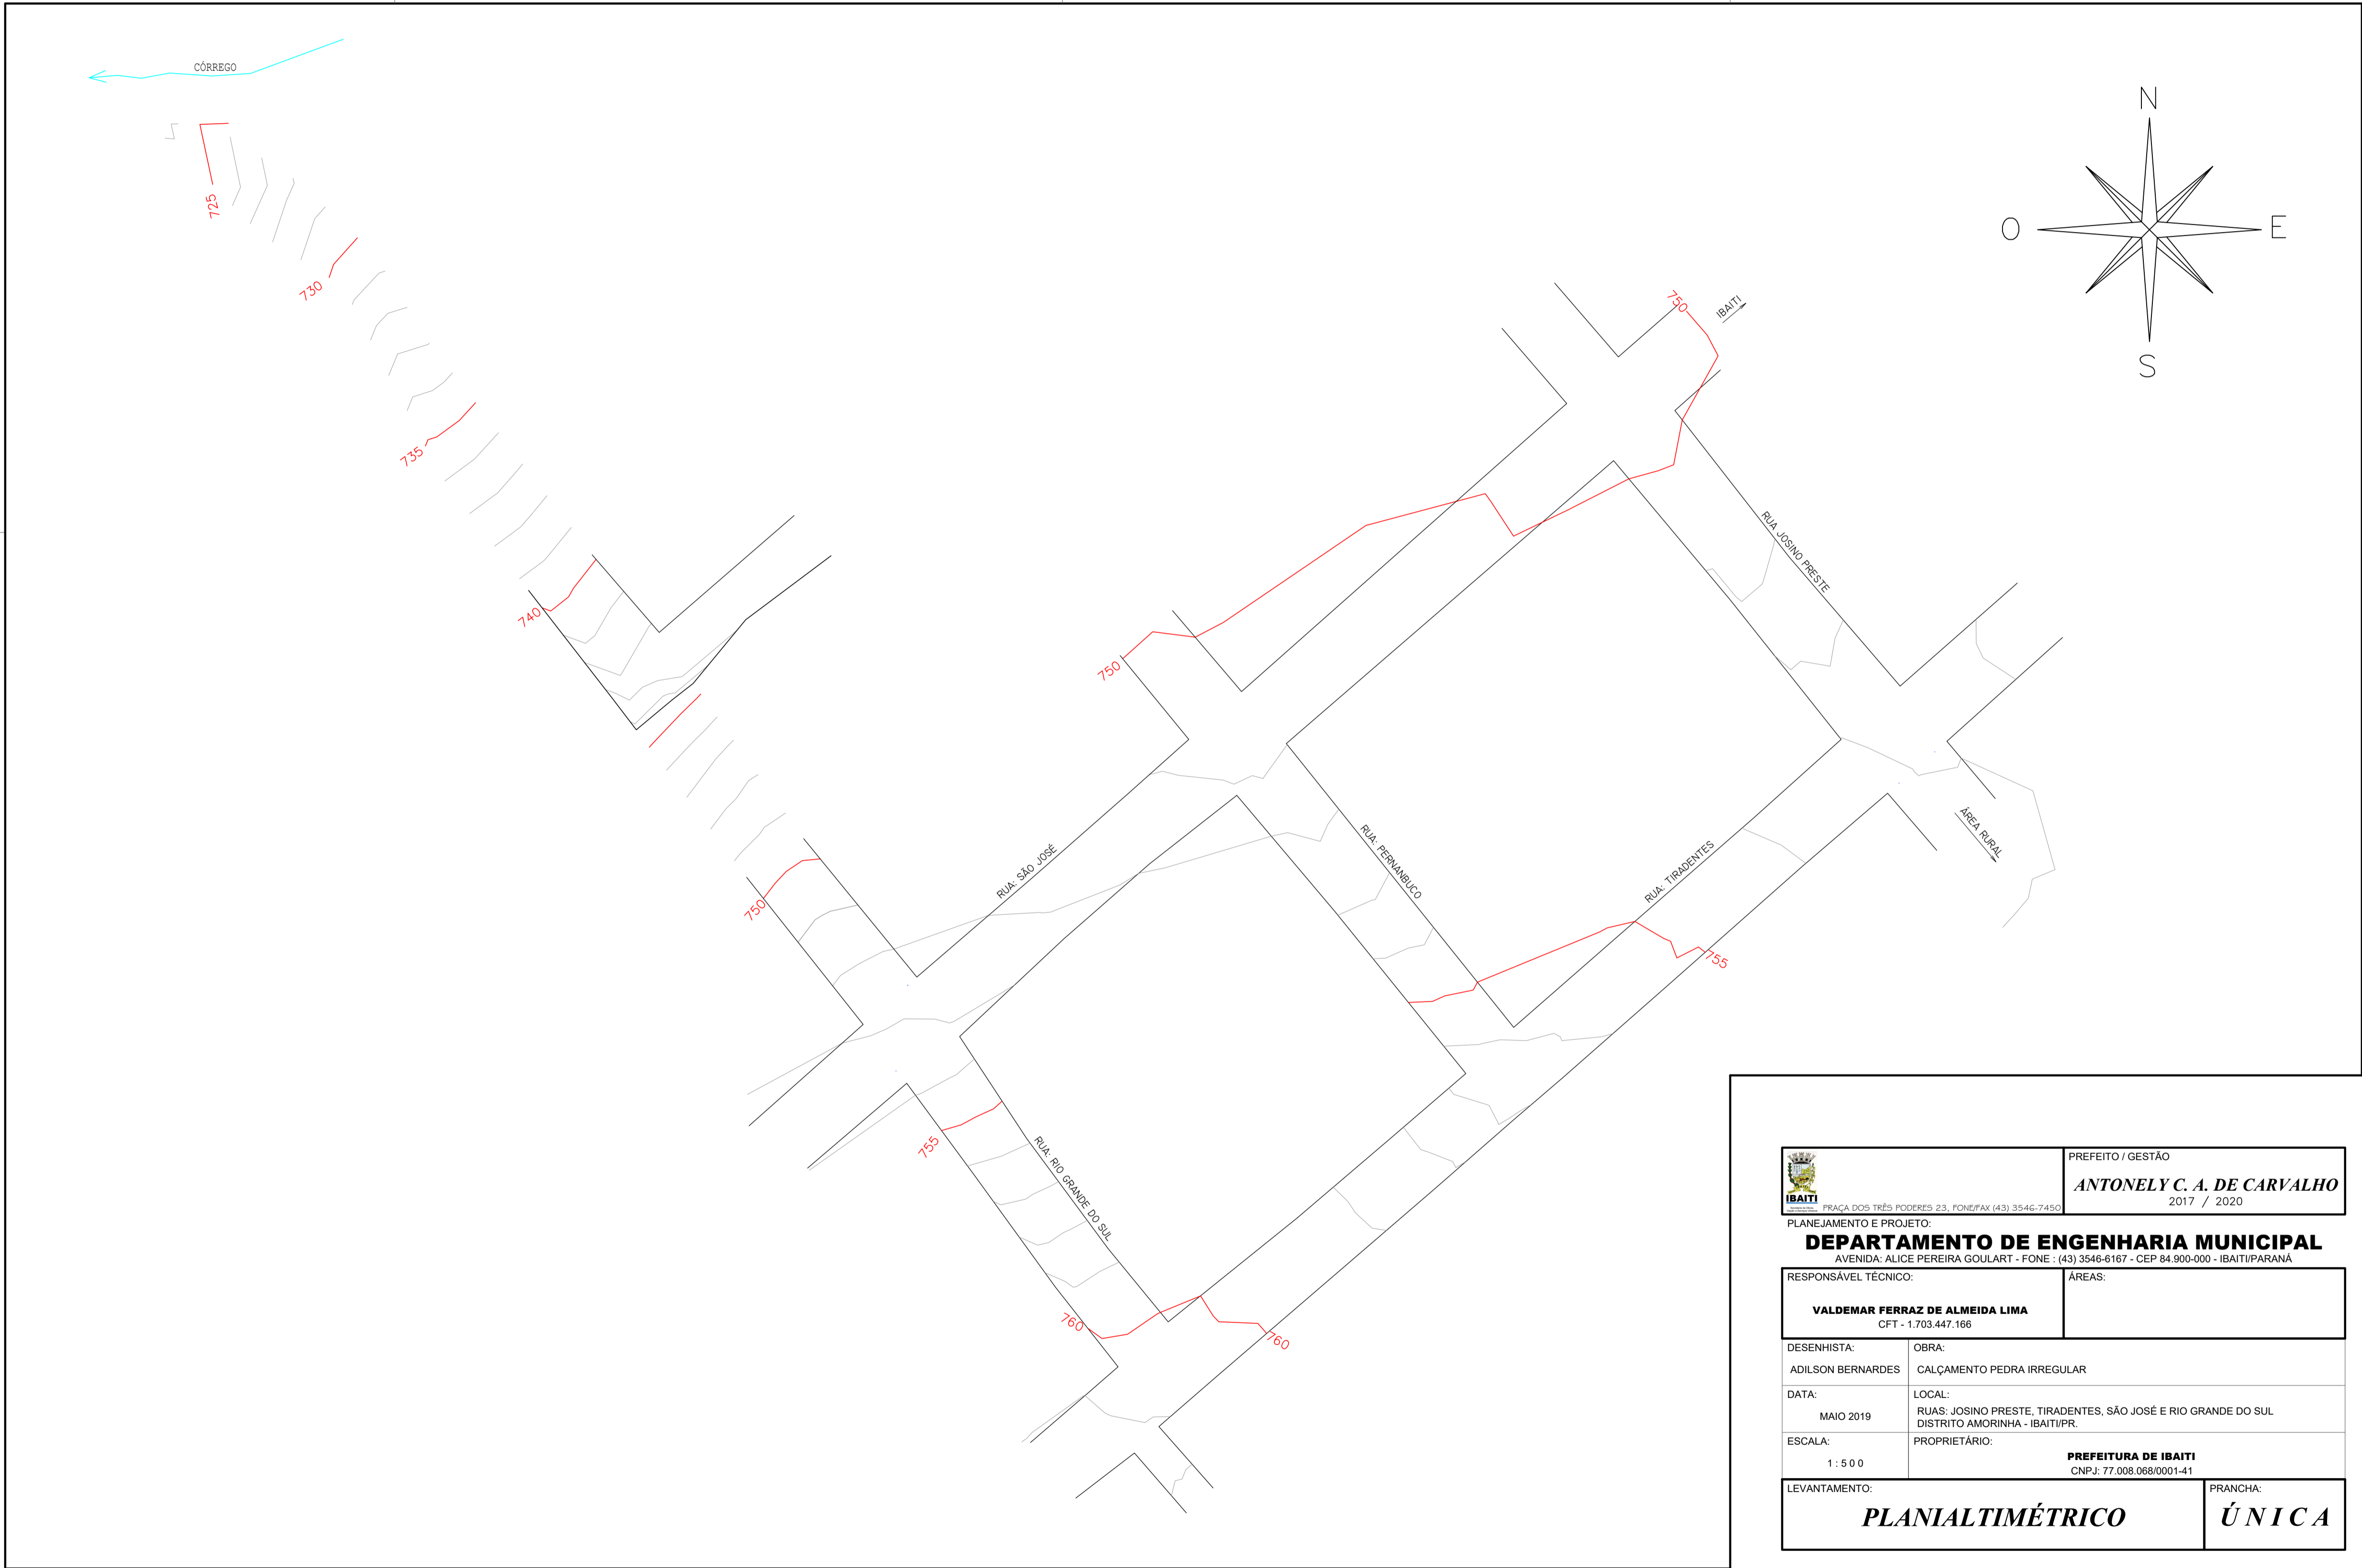 CÓRREGO
N
O
E
S
725
730
735
740
750
IBAITI
750
750
RUA JOSINO PRESTE
RUA: SÃO JOSÉ
RUA: PERNANBUCO
RUA: TIRADENTES
ÁREA RURAL
755
755
RUA: RIO GRANDE DO SUL
760
760
IBAITI
PRAÇA DOS TRÊS PODERES 23, FONE/FAX (43) 3546-7450
PREFEITO / GESTÃO
ANTONELY C. A. DE CARVALHO
2017 / 2020
PLANEJAMENTO E PROJETO:
DEPARTAMENTO DE ENGENHARIA MUNICIPAL
AVENIDA: ALICE PEREIRA GOULART - FONE : (43) 3546-6167 - CEP 84.900-000 - IBAITI/PARANÁ
RESPONSÁVEL TÉCNICO:
VALDEMAR FERRAZ DE ALMEIDA LIMA
CFT - 1.703.447.166
ÁREAS:
DESENHISTA:
ADILSON BERNARDES
OBRA:
CALÇAMENTO PEDRA IRREGULAR
DATA:
MAIO 2019
LOCAL:
RUAS: JOSINO PRESTE, TIRADENTES, SÃO JOSÉ E RIO GRANDE DO SUL
DISTRITO AMORINHA - IBAITI/PR.
ESCALA:
1 : 5 0 0
PROPRIETÁRIO:
PREFEITURA DE IBAITI
CNPJ: 77.008.068/0001-41
LEVANTAMENTO:
PLANIALTIMÉTRICO
PRANCHA:
Ú N I C A